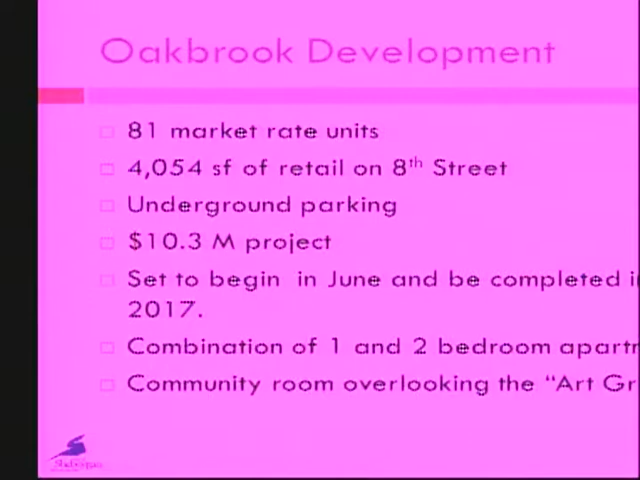 Oakbrook Development
81 market rate units
4,054 sf of retail on 8th Street
Underground parking
$10.3 M project
Set to begin in June and be completed i
2017.
Combination of 1 and 2 bedroom apart
Community room overlooking the "Art Gr